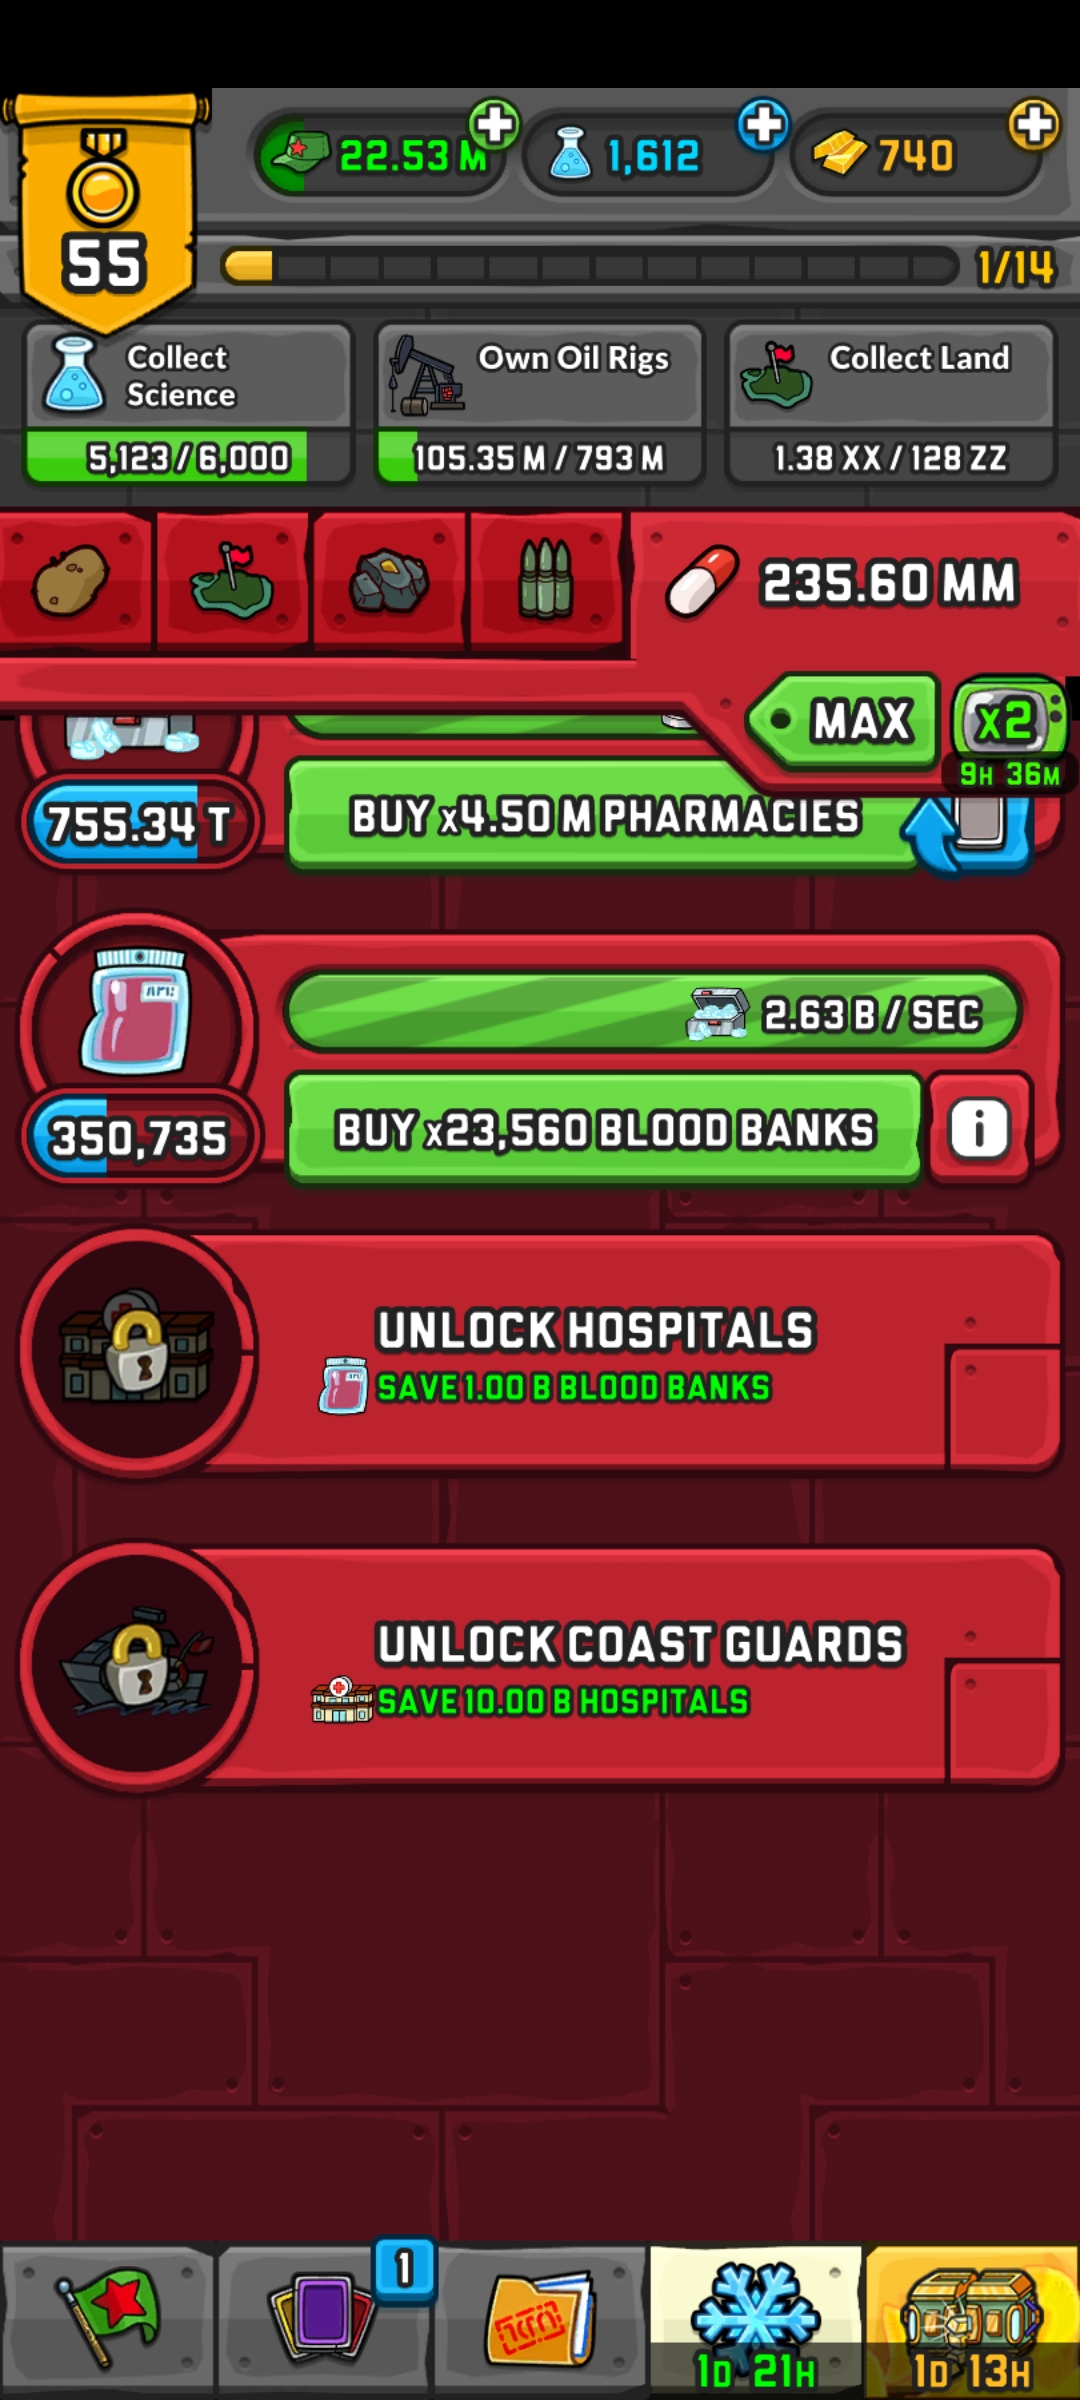 55
22.53 M
1,612
740
1/14
Collect
Science
5,123 / 6,000
Own Oil Rigs
105.35 M / 793 M
Collect Land
1.38 XX / 128 ZZ
235.60 MM
MAX
x2
9H 36M
755.34 T
BUY x4.50 M PHARMACIES
2.63 B / SEC
350,735
BUY x23,560 BLOOD BANKS
i
UNLOCK HOSPITALS
SAVE 1.00 B BLOOD BANKS
UNLOCK COAST GUARDS
SAVE 10.00 B HOSPITALS
1
1D 21H
1D 13H